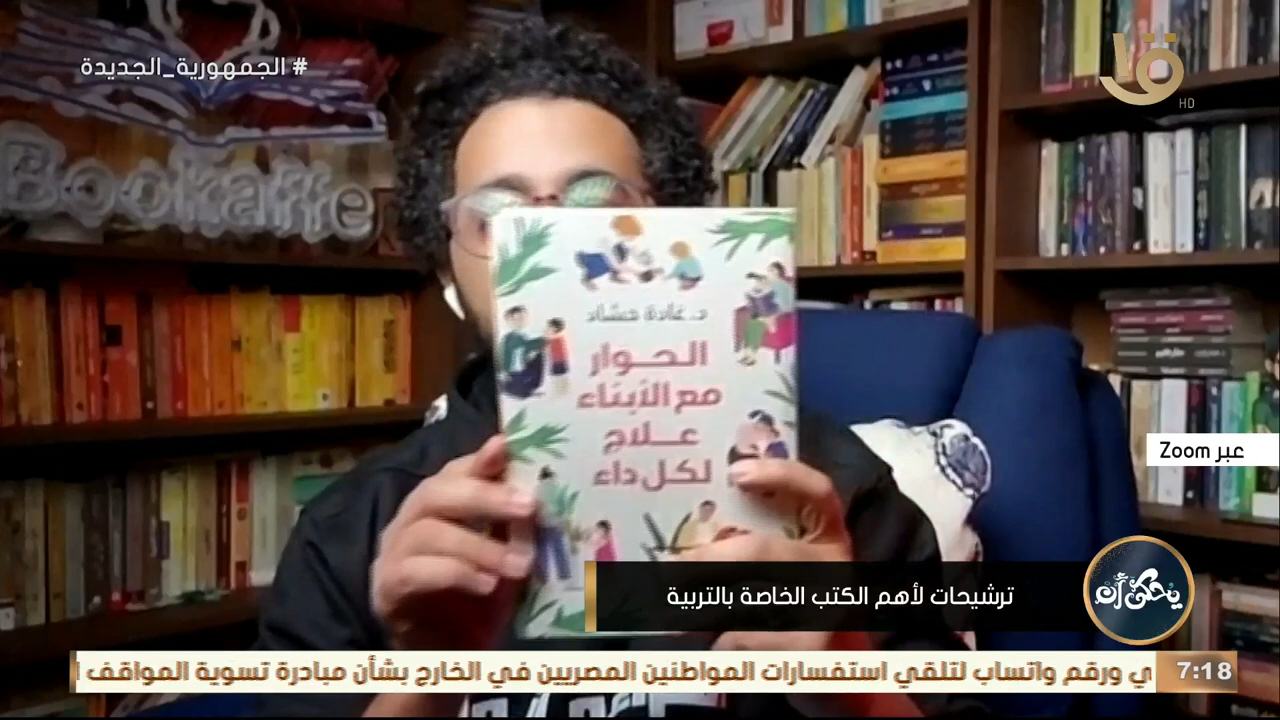 # الجمهورية_الجديدة
HD
Bookaffe
د. غادة حشاد
الحوار
مع الأبناء
علاج
لكل داء
عبر Zoom
ترشيحات لأهم الكتب الخاصة بالتربية
يحكى أن
7:18
ي ورقم واتساب لتلقي استفسارات المواطنين المصريين في الخارج بشأن مبادرة تسوية المواقف ا